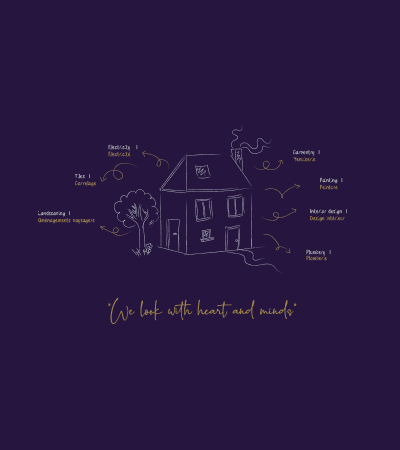 Electricity |
Électricité
Tiles |
Carrelage
Landscaping |
Aménagements paysagers
Carpentry |
Menuiserie
Painting |
Peinture
Interior design |
Design intérieur
Plumbery |
Plomberie
"We look with heart and minds"